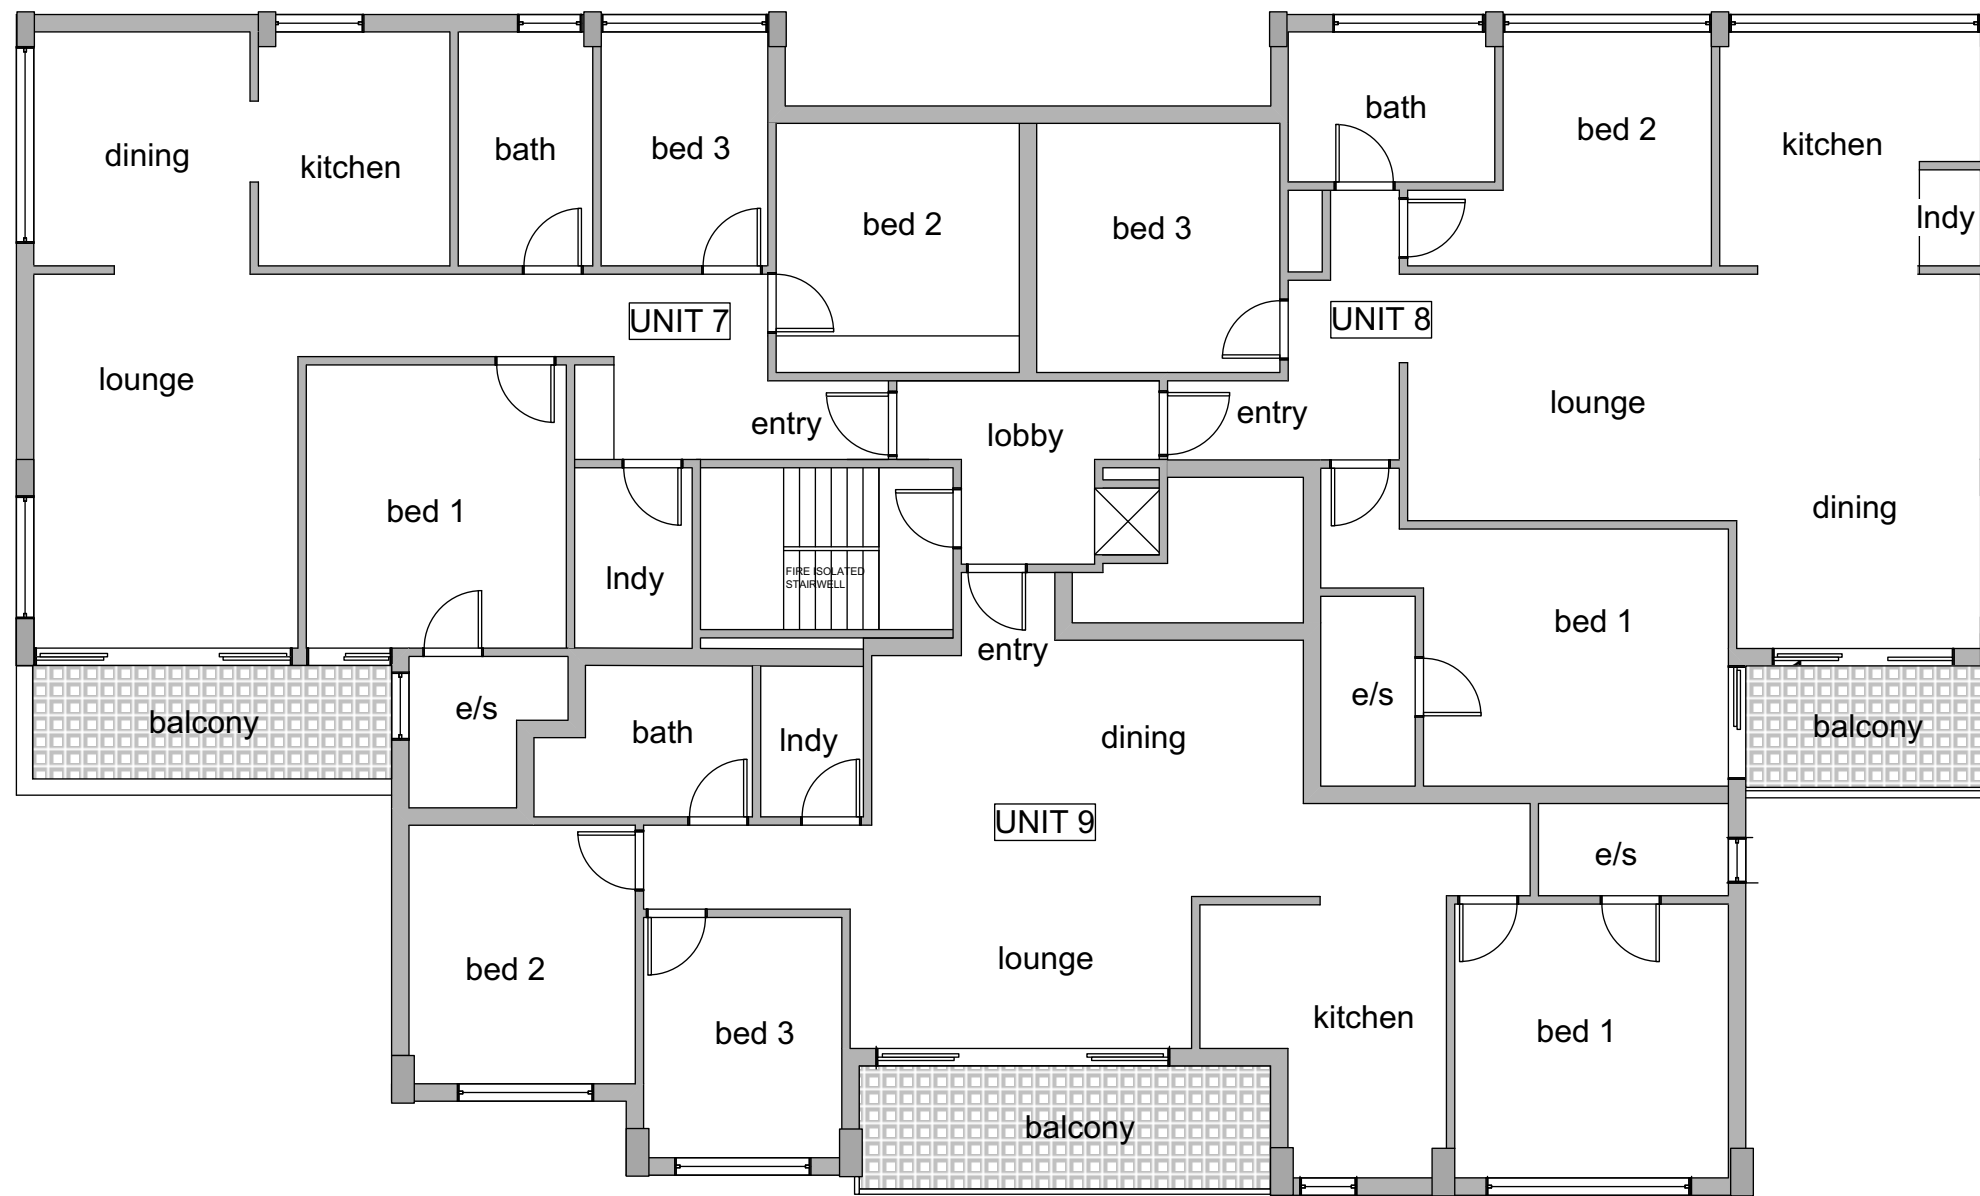 bath
bed 2
dining
kitchen
bath
bed 3
kitchen
lndy
bed 2
bed 3
UNIT 7
UNIT 8
lounge
lounge
entry
lobby
entry
bed 1
dining
lndy
FIRE ISOLATED
STAIRWELL
bed 1
entry
balcony
e/s
bath
lndy
dining
e/s
balcony
UNIT 9
e/s
bed 2
lounge
bed 3
kitchen
bed 1
balcony